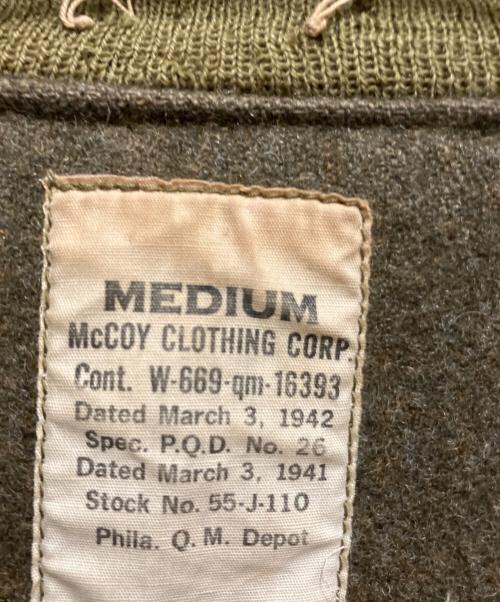 MEDIUM
McCOY CLOTHING CORP.
Cont. W-669-qm-16393
Dated March 3, 1942
Spec. P.Q.D. No. 26
Dated March 3, 1941
Stock No. 55-J-110
Phila. Q. M. Depot